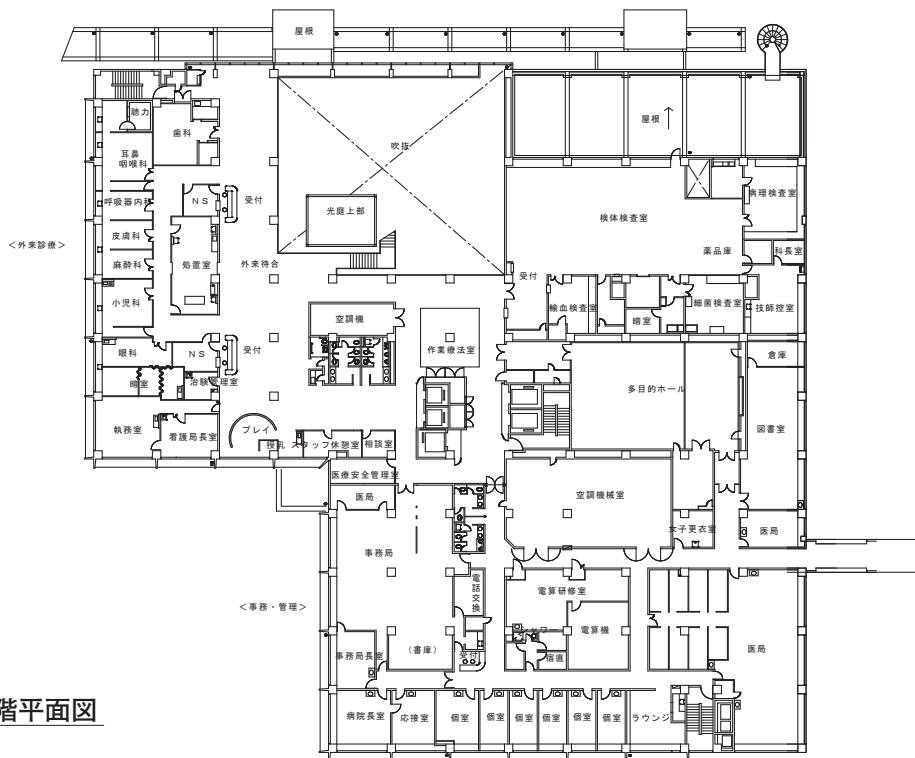 屋根
聴力
歯科
屋根
耳鼻
咽喉科
吹抜
呼吸器内科
NS
受付
光庭上部
検体検査室
病理検査室
皮膚科
<外来診療>
麻酔科
処置室
外来待合
薬品庫
科長室
受付
小児科
輸血検査室
細菌検査室
技師控室
暗室
空調機
眼科
NS
受付
作業療法室
倉庫
暗室
治験管理室
多目的ホール
執務室
看護局長室
プレイ
授乳
スタッフ休憩室
相談室
図書室
医療安全管理室
医局
空調機械室
女子更衣室
医局
事務局
電話交換
電算研修室
<事務・管理>
シャワー
電算機
事務局長室
(書庫)
受付
宿直
医局
病院長室
応接室
個室
個室
個室
個室
個室
個室
ラウンジ
階平面図